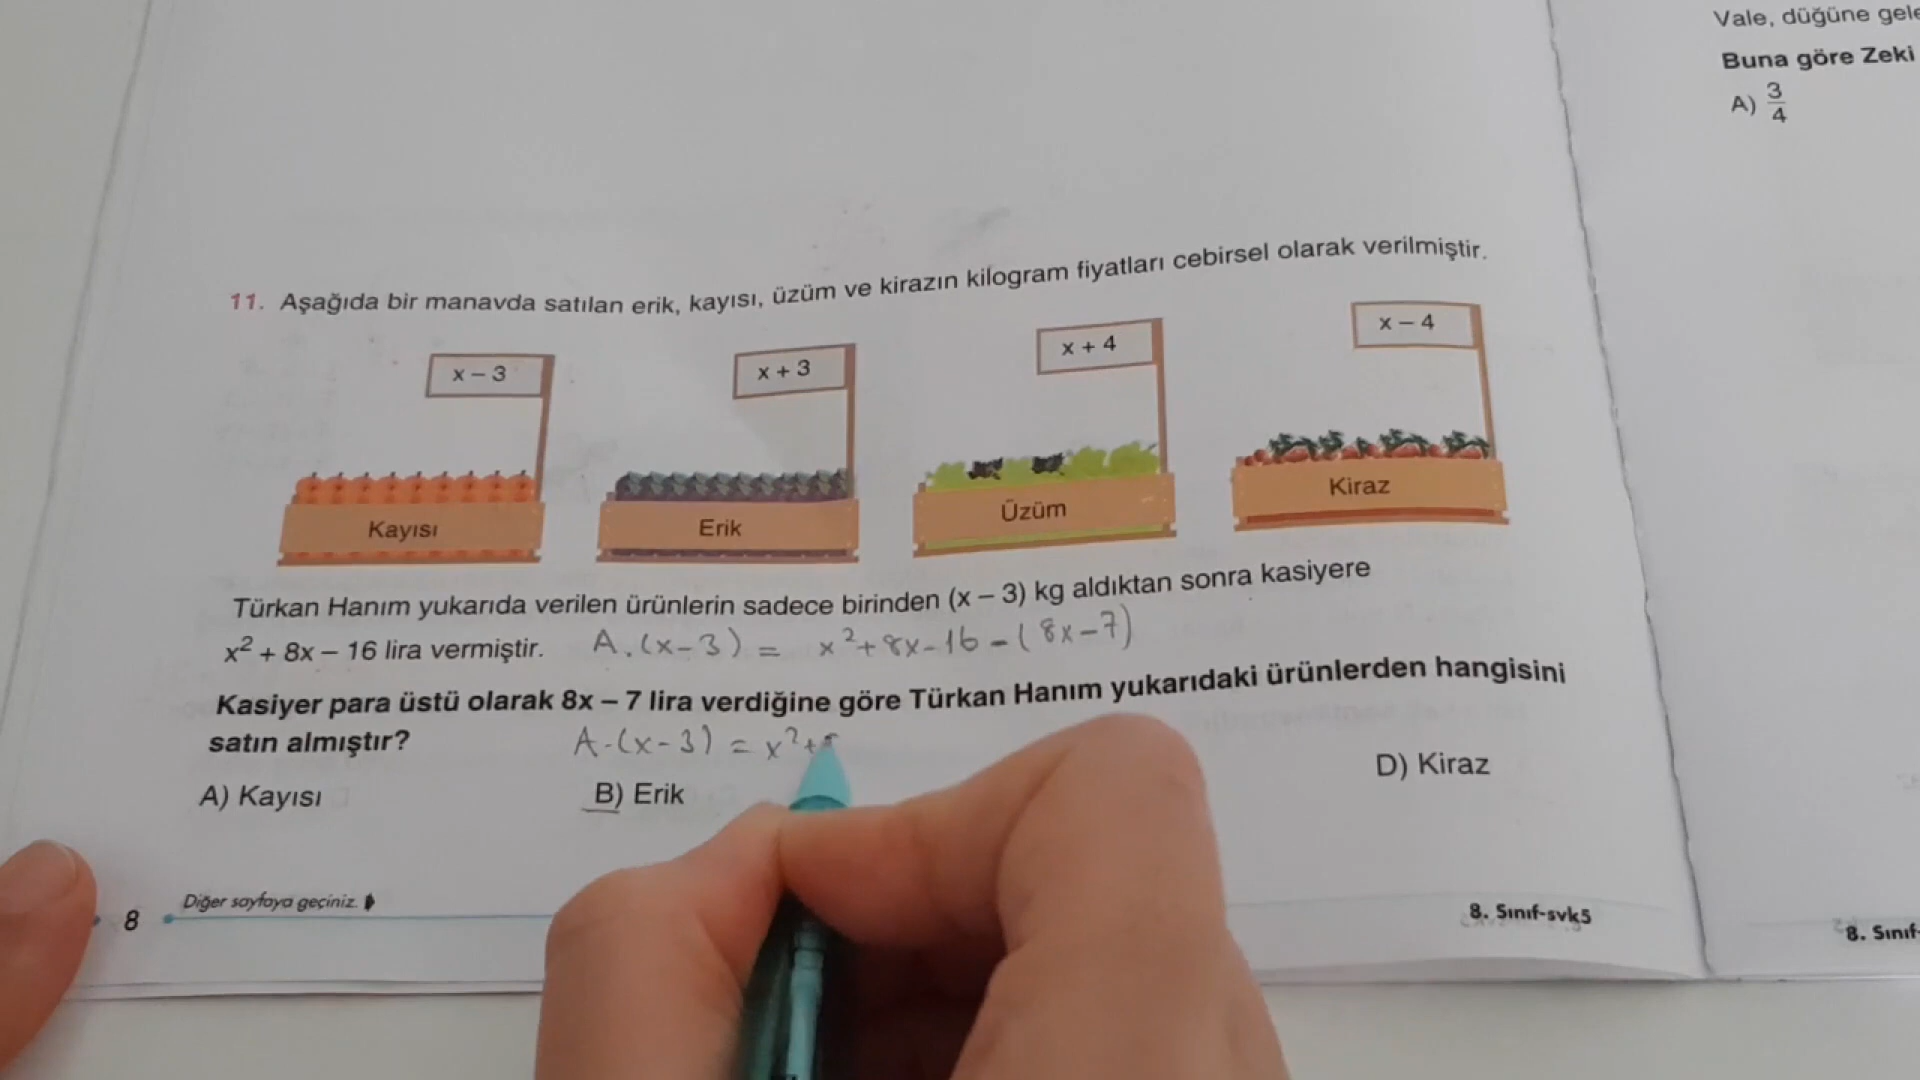 Vale, düğüne
Buna göre Zeki
A) 3/4
11. Aşağıda bir manavda satılan erik, kayısı, üzüm ve kirazın kilogram fiyatları cebirsel olarak verilmiştir.
x – 3
x + 3
x + 4
x – 4
Kayısı
Erik
Üzüm
Kiraz
Türkan Hanım yukarıda verilen ürünlerin sadece birinden (x – 3) kg aldıktan sonra kasiyere
x² + 8x – 16 lira vermiştir.
A.(x-3) = x²+8x-16-(8x-7)
Kasiyer para üstü olarak 8x – 7 lira verdiğine göre Türkan Hanım yukarıdaki ürünlerden hangisini
satın almıştır?
A.(x-3) = x²+
A) Kayısı
B) Erik
D) Kiraz
8
Diğer sayfaya geçiniz.
8. Sınıf-svk5
8. Sınıf-